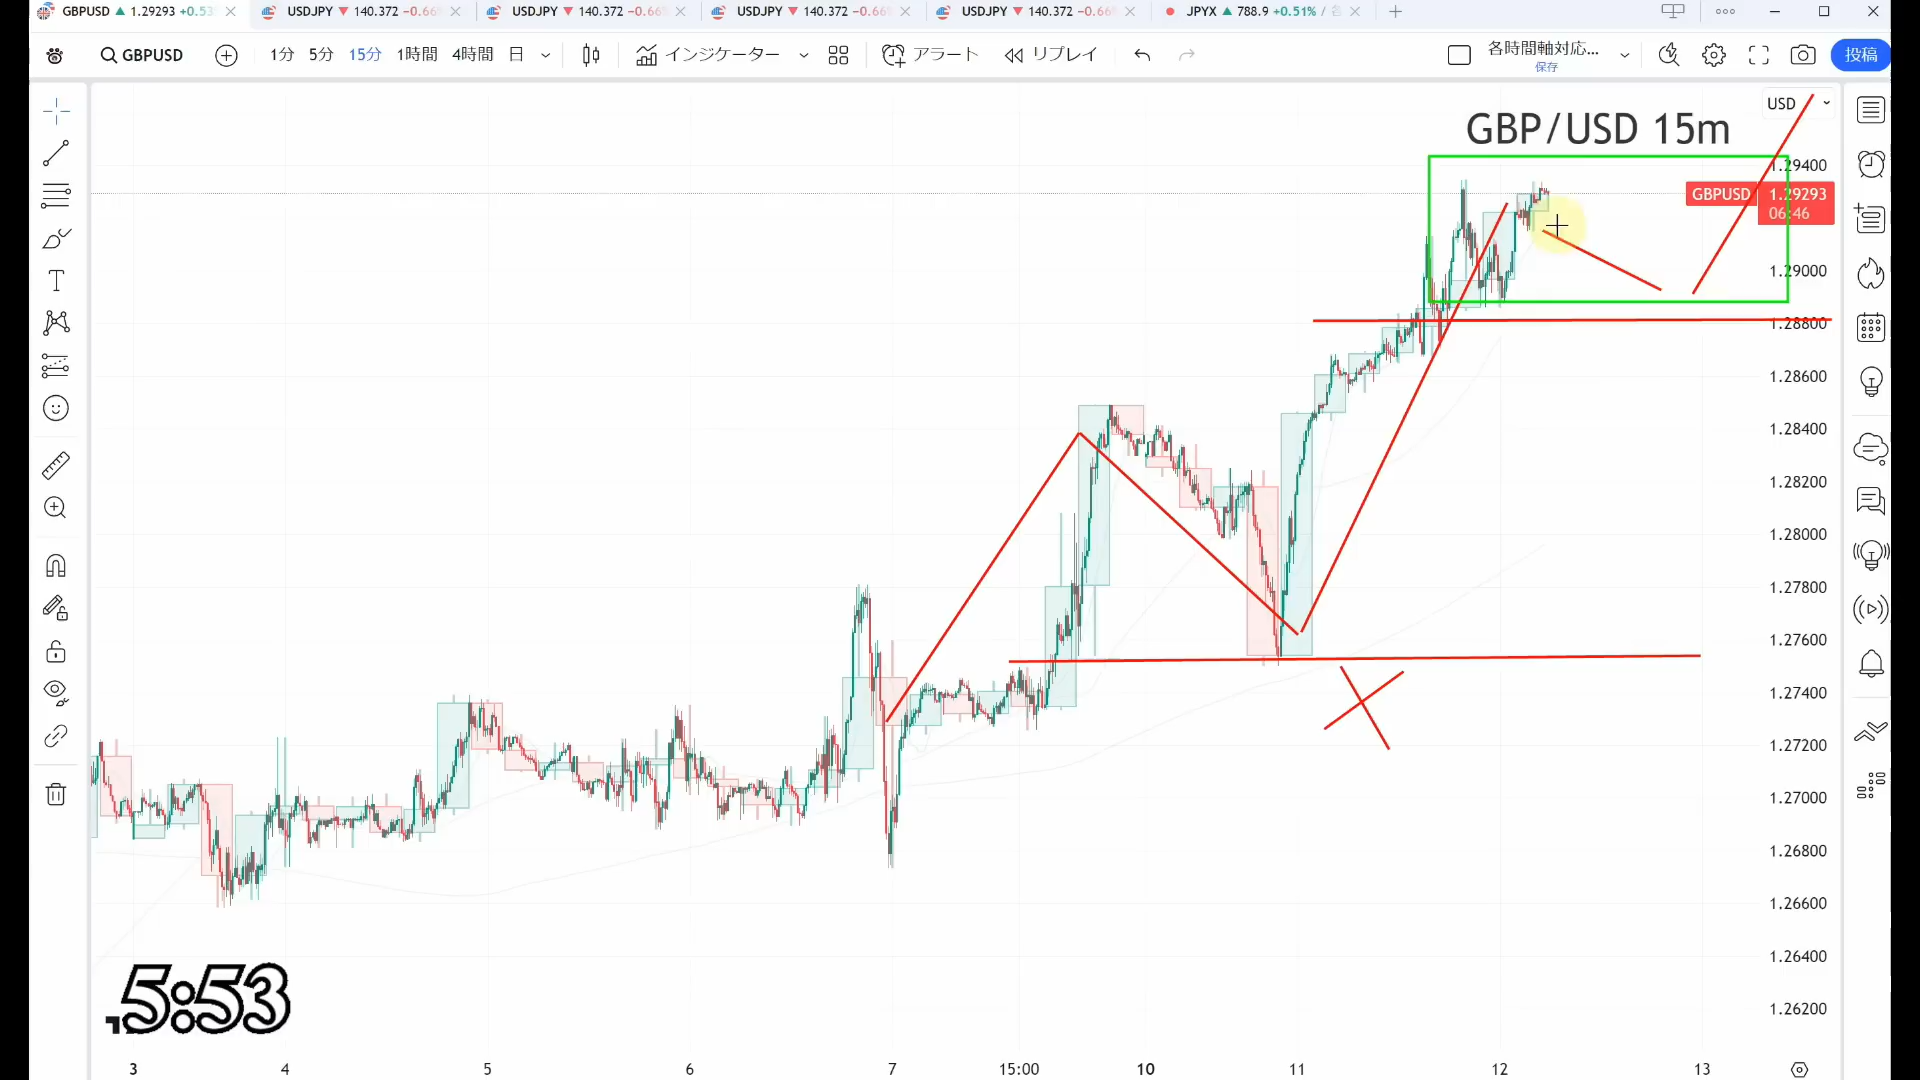 GBPUSD ▲ 1.29293 +0.53
USDJPY ▼ 140.372 −0.66%
USDJPY ▼ 140.372 −0.66%
USDJPY ▼ 140.372 −0.66%
USDJPY ▼ 140.372 −0.66%
JPYX ▲ 788.9 +0.51% /
GBPUSD
1分 5分 15分 1時間 4時間 日
インジケーター
アラート
リプレイ
各時間軸対応...
保存
投稿
USD
GBP/USD 15m
1.29400
GBPUSD 1.29293
06:46
1.29000
1.28800
1.28600
1.28400
1.28200
1.28000
1.27800
1.27600
1.27400
1.27200
1.27000
1.26800
1.26600
1.26400
1.26200
5:53
3 4 5 6 7 15:00 10 11 12 13